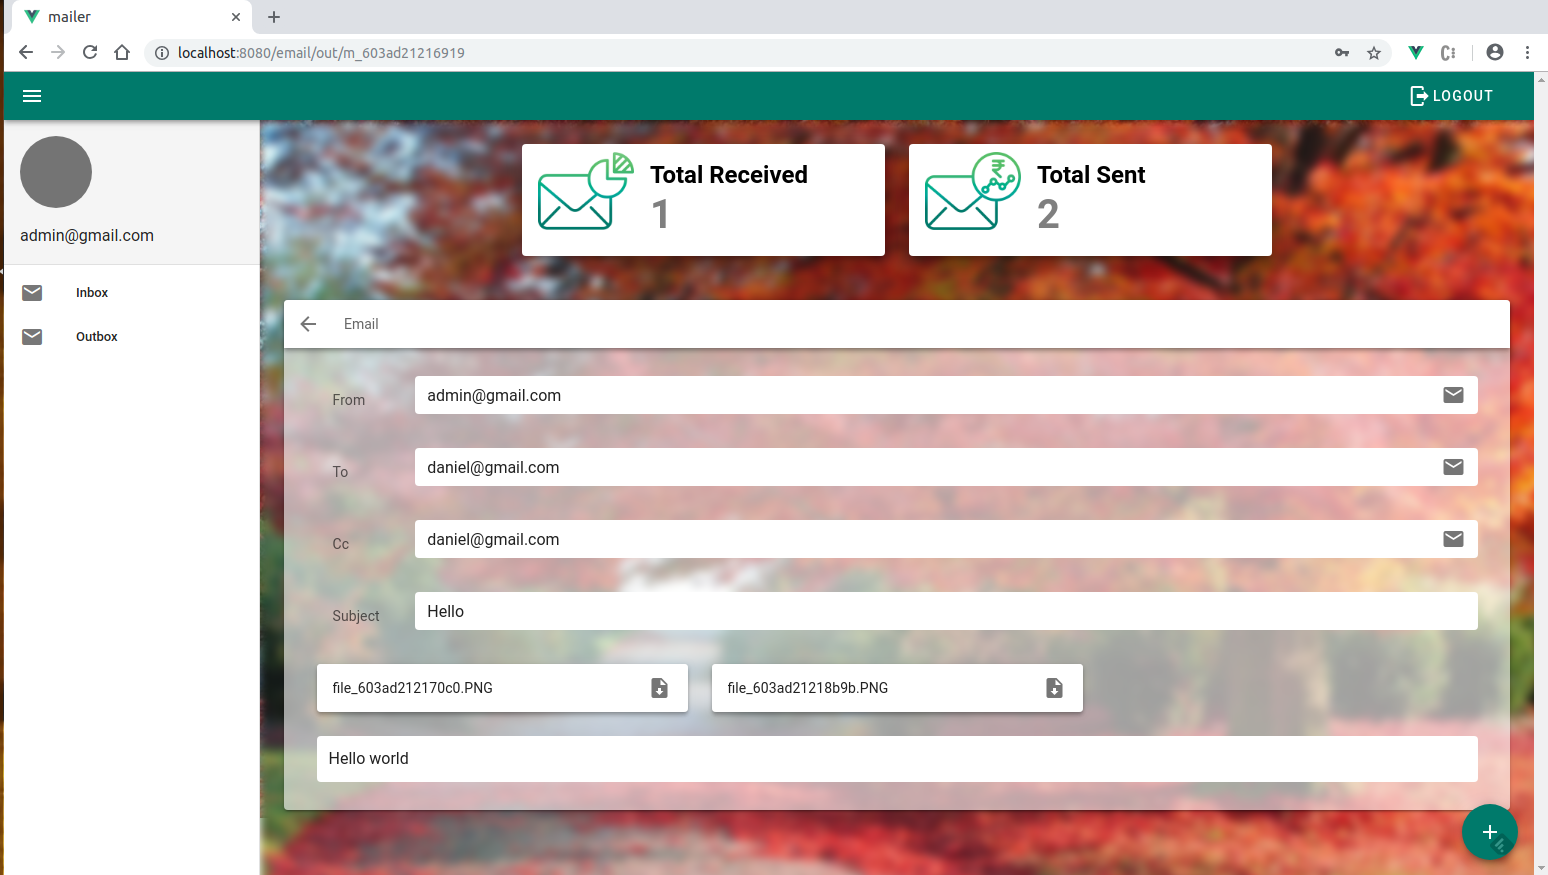 mailer
localhost:8080/email/out/m_603ad21216919
LOGOUT
admin@gmail.com
Inbox
Outbox
Total Received
1
₹
Total Sent
2
Email
From
admin@gmail.com
To
daniel@gmail.com
Cc
daniel@gmail.com
Subject
Hello
file_603ad212170c0.PNG
file_603ad21218b9b.PNG
Hello world